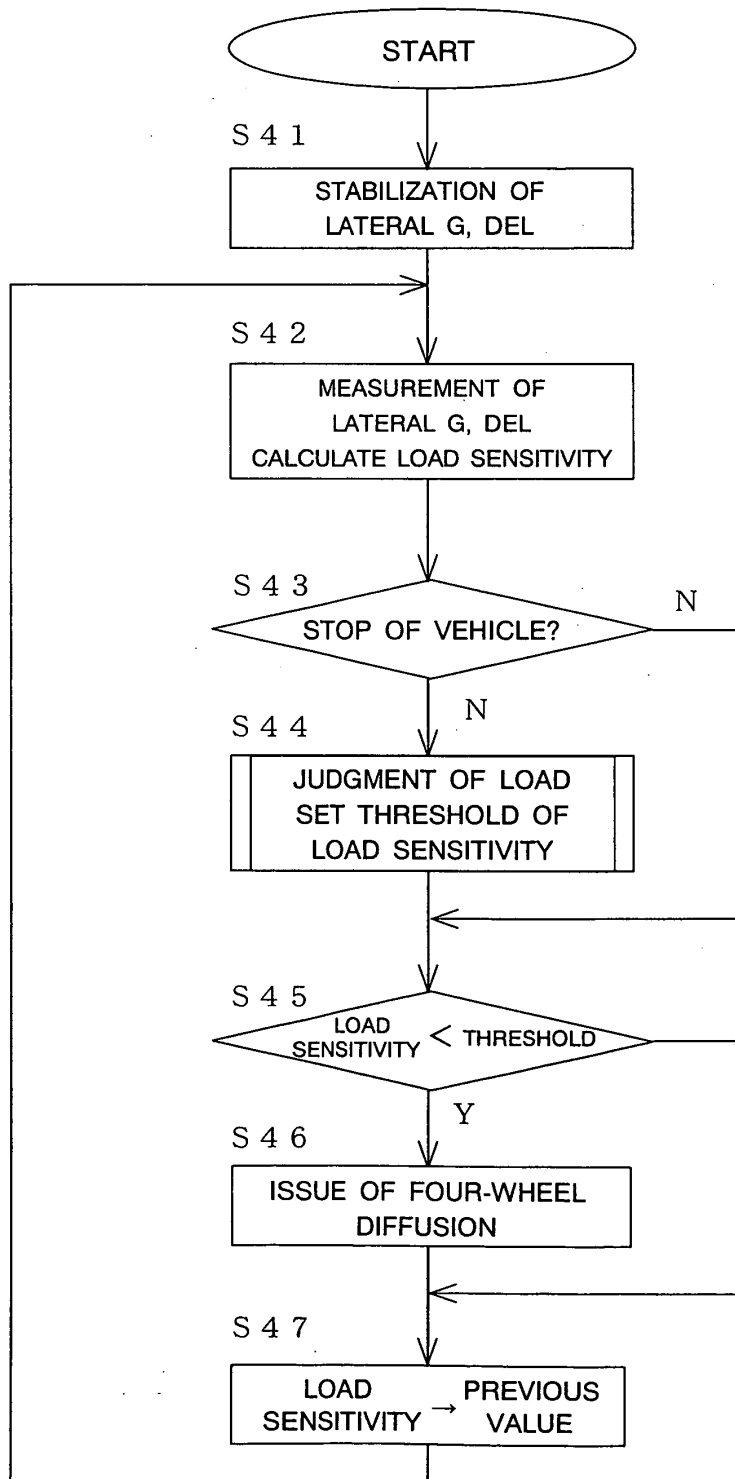 START
S41
STABILIZATION OF
LATERAL G, DEL
S42
MEASUREMENT OF
LATERAL G, DEL
CALCULATE LOAD SENSITIVITY
S43
STOP OF VEHICLE?
N
N
S44
JUDGMENT OF LOAD
SET THRESHOLD OF
LOAD SENSITIVITY
S45
LOAD
SENSITIVITY < THRESHOLD
Y
S46
ISSUE OF FOUR-WHEEL
DIFFUSION
S47
LOAD
SENSITIVITY → PREVIOUS
VALUE